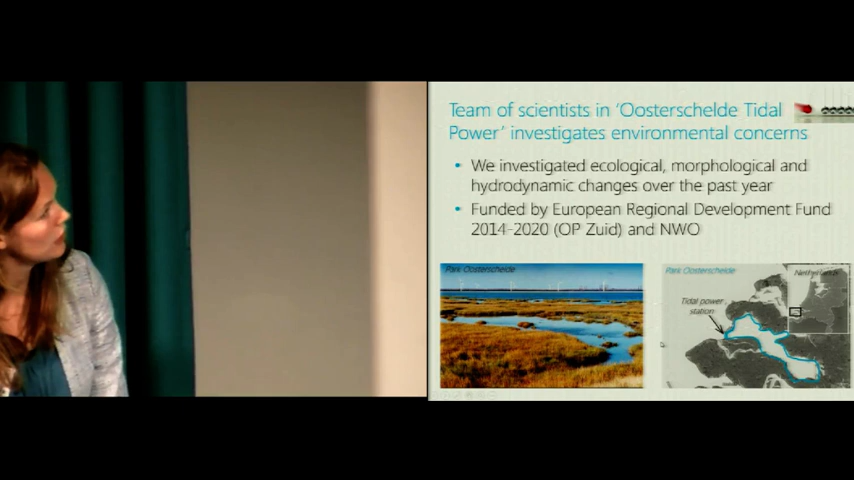 Team of scientists in 'Oosterschelde Tidal
Power' investigates environmental concerns
• We investigated ecological, morphological and
hydrodynamic changes over the past year
• Funded by European Regional Development Fund
2014-2020 (OP Zuid) and NWO
Park Oosterschelde
Park Oosterschelde
Netherlands
Tidal power
station